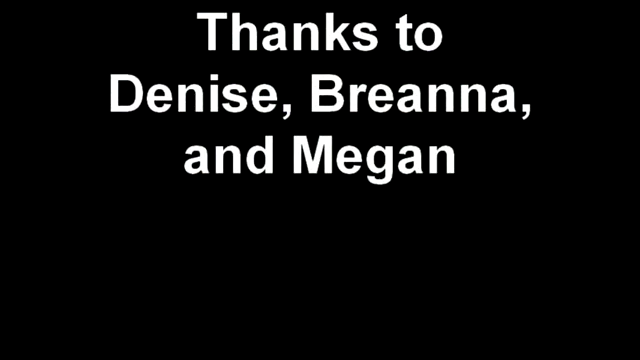 Thanks to
Denise, Breanna,
and Megan